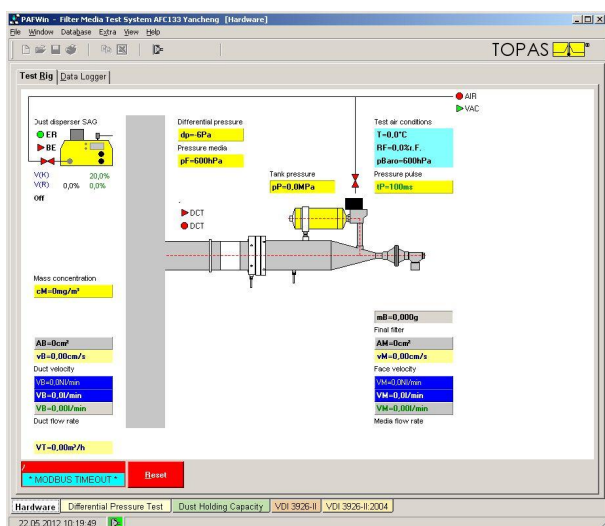 PAFWin - Filter Media Test System AFC133 Yancheng [Hardware]
File Window Database Extra View Help
TOPAS
Test Rig Data Logger
AIR
VAC
Dust disperser SAG
ER
BE
V(K) 20,0%
V(R) 0,0% 0,0%
Off
Differential pressure
dp=-6Pa
Pressure media
pF=600hPa
Tank pressure
pP=0,0MPa
Test air conditions
T=0,0°C
RF=0,0%r.F.
pBaro=600hPa
Pressure pulse
tP=100ms
DCT
DCT
Mass concentration
cM=0mg/m³
mB=0,000g
Final filter
AB=0cm²
vB=0,00cm/s
Duct velocity
VB=0,0Nl/min
VB=0,0l/min
VB=0,00l/min
Duct flow rate
VT=0,00m³/h
AM=0cm²
vM=0,00cm/s
Face velocity
VM=0,0Nl/min
VM=0,0l/min
VM=0,00l/min
Media flow rate
/
* MODBUS TIMEOUT *
Reset
Hardware Differential Pressure Test Dust Holding Capacity VDI 3926-II VDI 3926-II:2004
22.05.2012 10:19:49